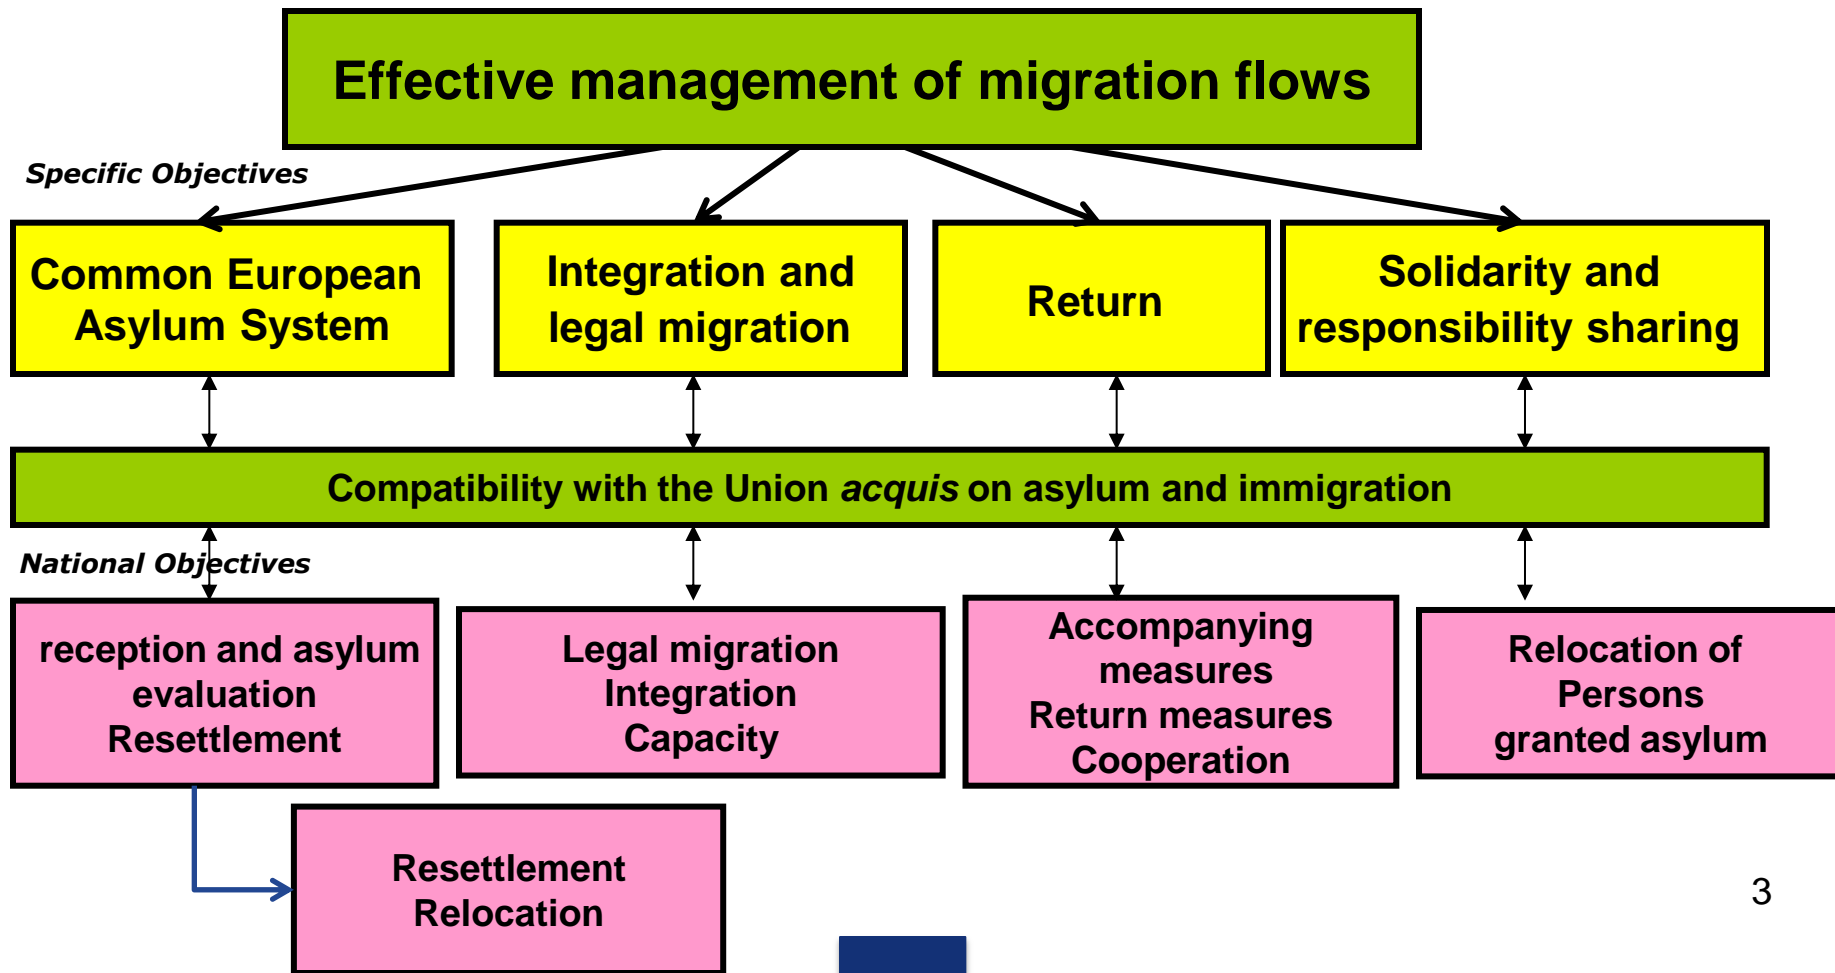 Effective management of migration flows
Specific Objectives
Common European
Asylum System
Integration and
legal migration
Return
Solidarity and
responsibility sharing
Compatibility with the Union acquis on asylum and immigration
National Objectives
reception and asylum
evaluation
Resettlement
Legal migration
Integration
Capacity
Accompanying
measures
Return measures
Cooperation
Relocation of
Persons
granted asylum
Resettlement
Relocation
3